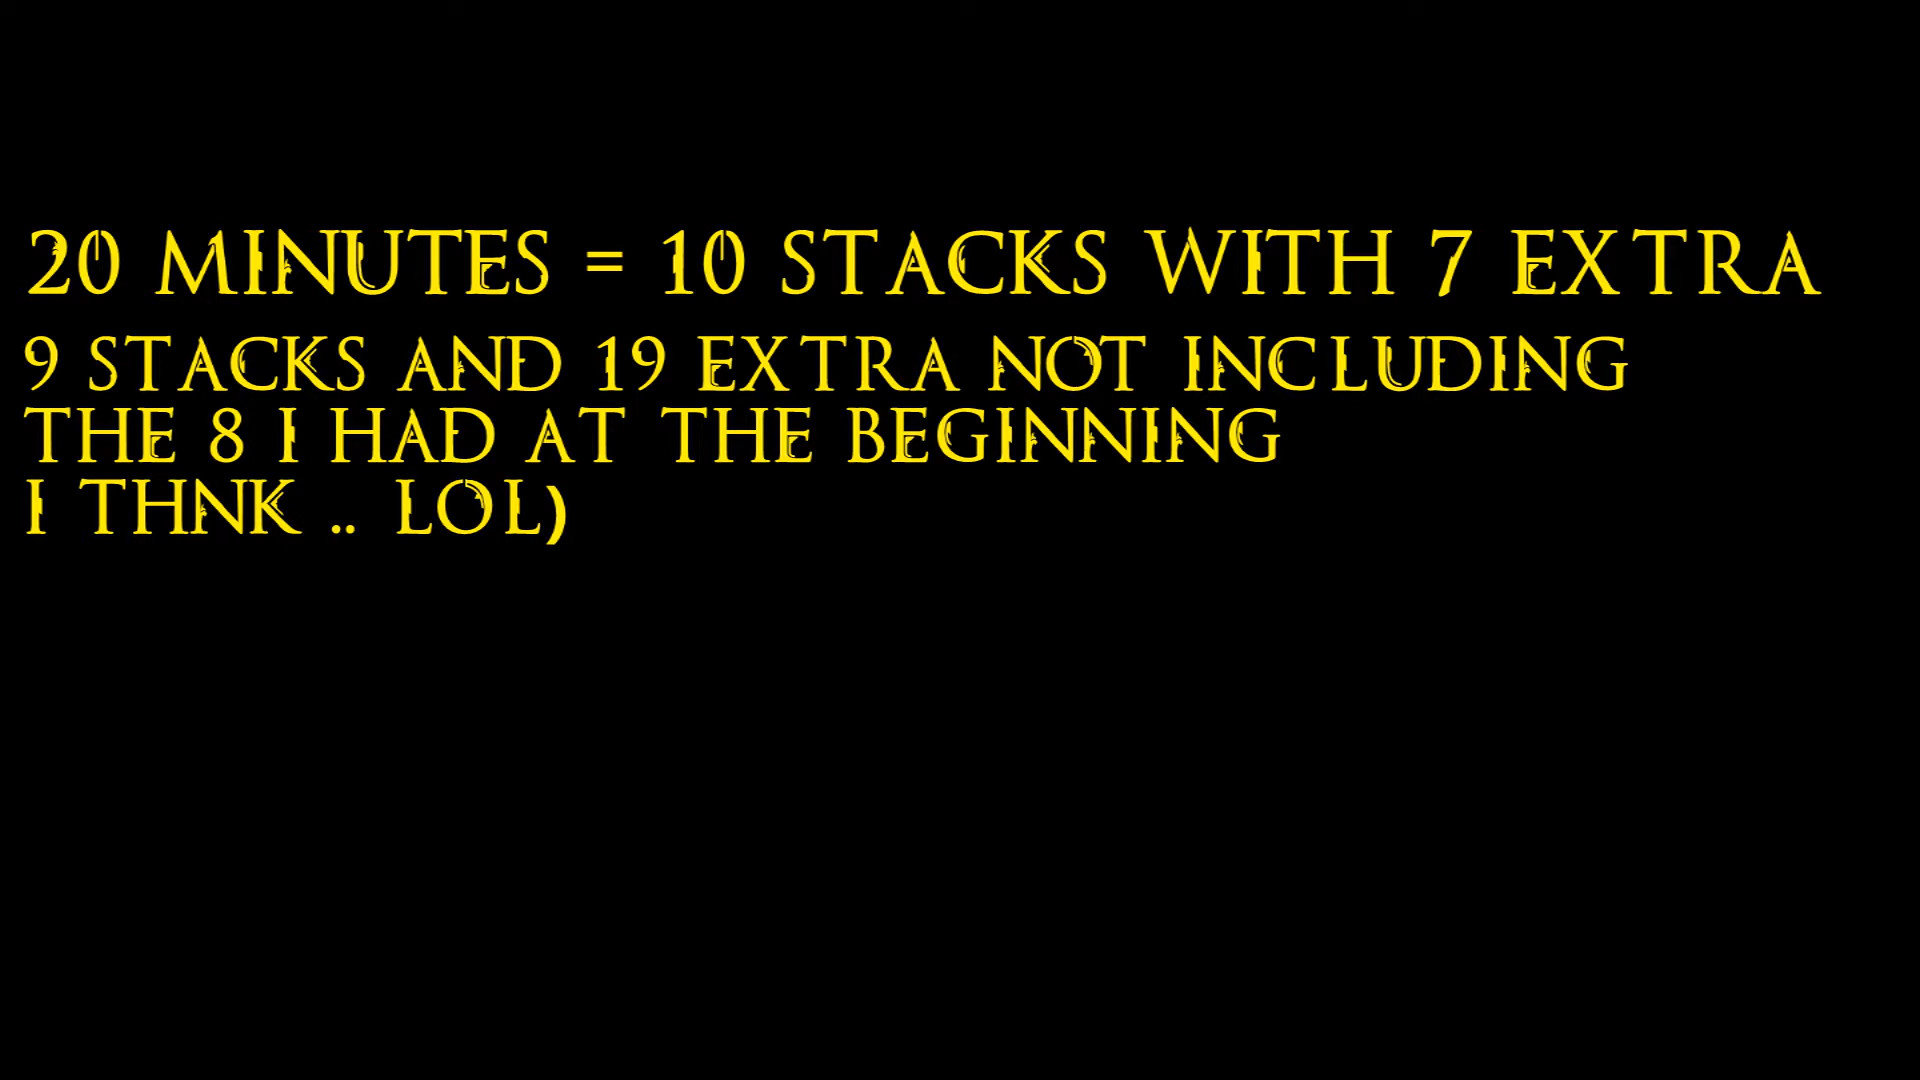 20 MINUTES = 10 STACKS WITH 7 EXTRA
9 STACKS AND 19 EXTRA NOT INCLUDING
THE 8 I HAD AT THE BEGINNING
I THNK .. LOL)